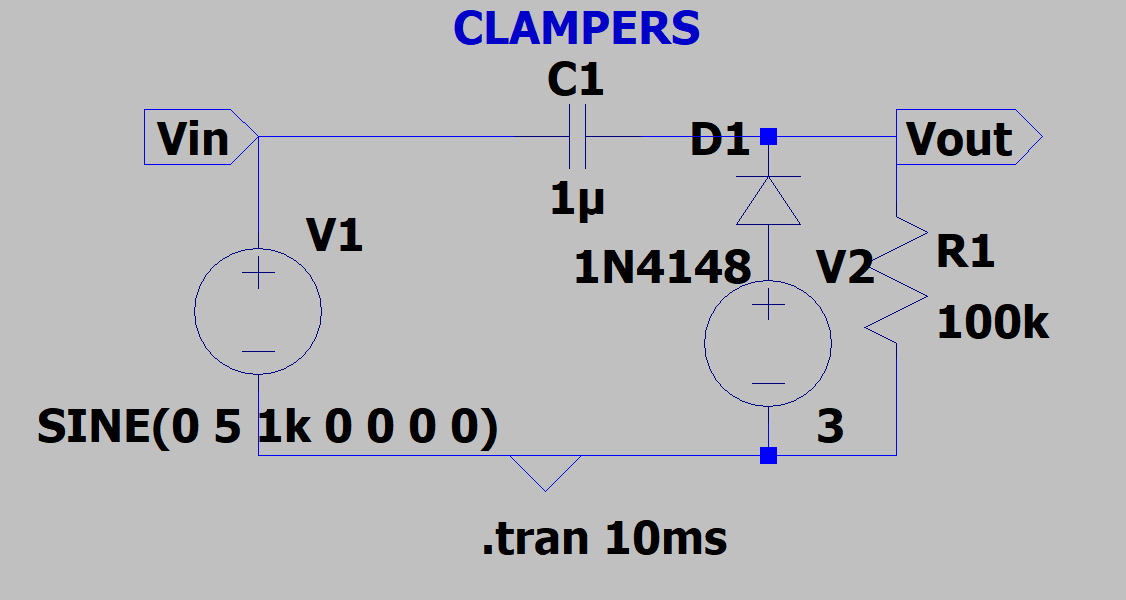 CLAMPERS
C1
Vin
D1
Vout
1µ
V1
1N4148
V2
R1
100k
SINE(0 5 1k 0 0 0 0)
3
.tran 10ms